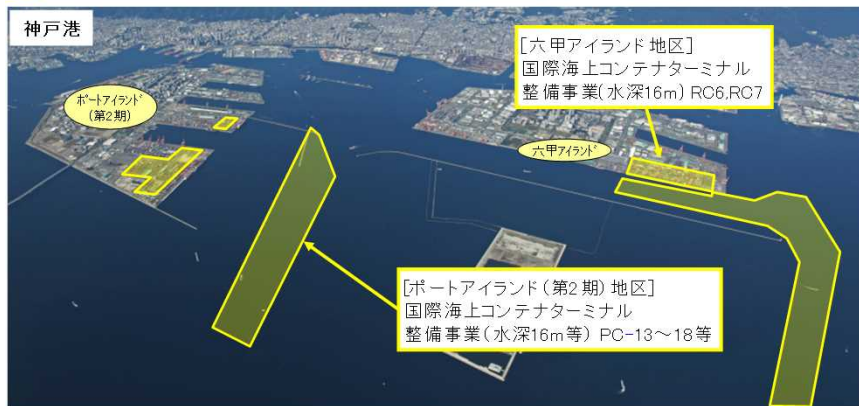 神戸港
[六甲アイランド地区]
国際海上コンテナターミナル
整備事業(水深16m) RC6,RC7
ポートアイランド
(第2期)
六甲アイランド
[ポートアイランド(第2期)地区]
国際海上コンテナターミナル
整備事業(水深16m等) PC-13～18等